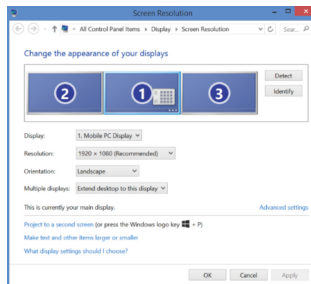 Screen Resolution
All Control Panel Items ▸ Display ▸ Screen Resolution
Sear...
Change the appearance of your displays
2
1
3
Detect
Identify
Display: 1. Mobile PC Display
Resolution: 1920 × 1080 (Recommended)
Orientation: Landscape
Multiple displays: Extend desktop to this display
This is currently your main display.
Advanced settings
Project to a second screen (or press the Windows logo key + P)
Make text and other items larger or smaller
What display settings should I choose?
OK
Cancel
Apply